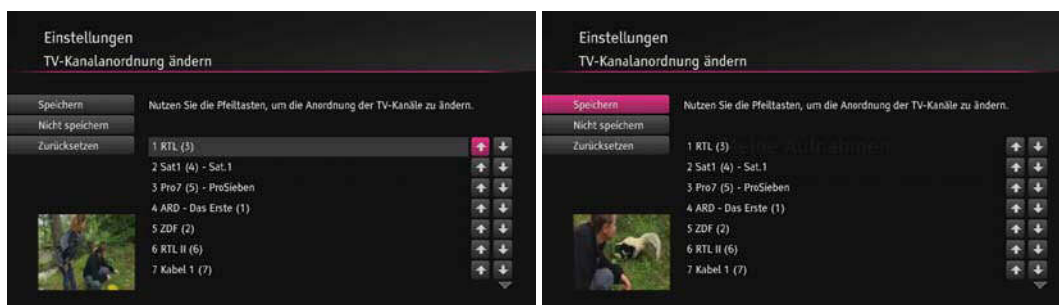 Einstellungen
TV-Kanalanordnung ändern
Speichern
Nicht speichern
Zurücksetzen
Nutzen Sie die Pfeiltasten, um die Anordnung der TV-Kanäle zu ändern.
1 RTL (3)
2 Sat1 (4) - Sat.1
3 Pro7 (5) - ProSieben
4 ARD - Das Erste (1)
5 ZDF (2)
6 RTL II (6)
7 Kabel 1 (7)
Einstellungen
TV-Kanalanordnung ändern
Speichern
Nicht speichern
Zurücksetzen
Nutzen Sie die Pfeiltasten, um die Anordnung der TV-Kanäle zu ändern.
1 RTL (3)
2 Sat1 (4) - Sat.1
3 Pro7 (5) - ProSieben
4 ARD - Das Erste (1)
5 ZDF (2)
6 RTL II (6)
7 Kabel 1 (7)